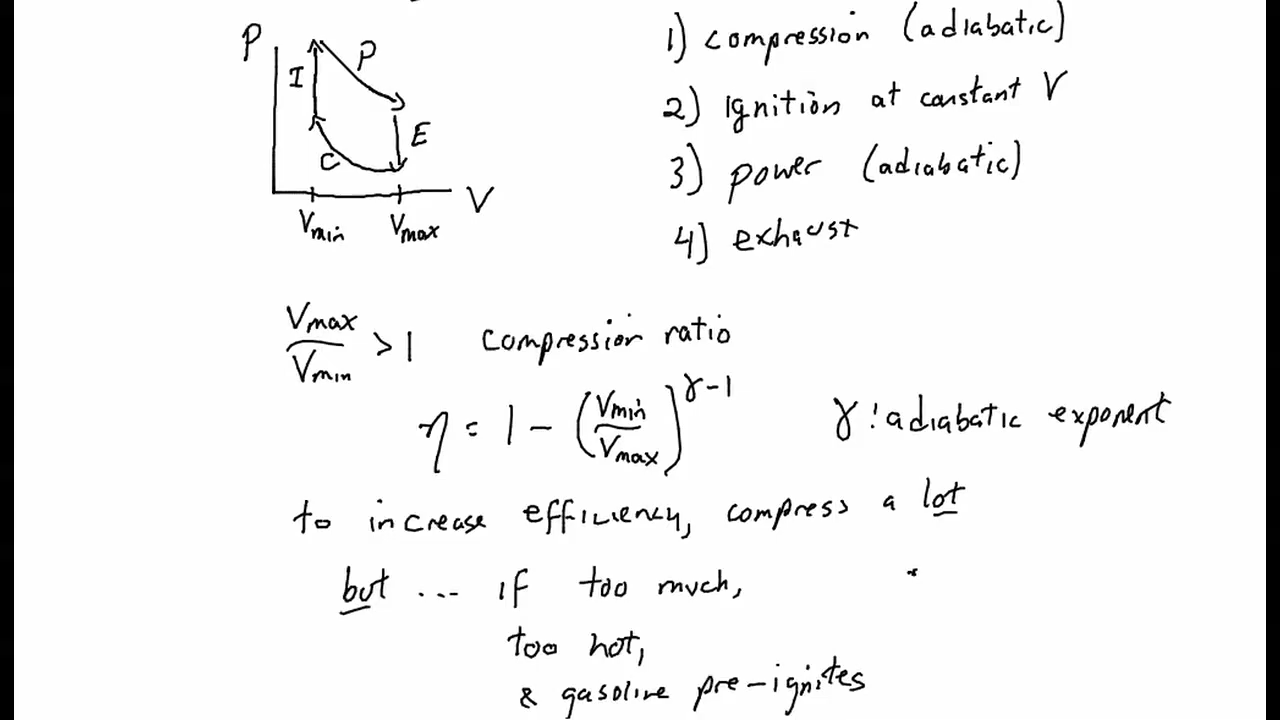 P
I
P
E
C
V
Vmin
Vmax
1) compression (adiabatic)
2) Ignition at constant V
3) power (adiabatic)
4) exhaust
Vmax/Vmin > 1 compression ratio
η = 1 − (Vmin/Vmax)^γ−1 γ: adiabatic exponent
to increase efficiency, compress a lot
but ... if too much,
too hot,
& gasoline pre-ignites